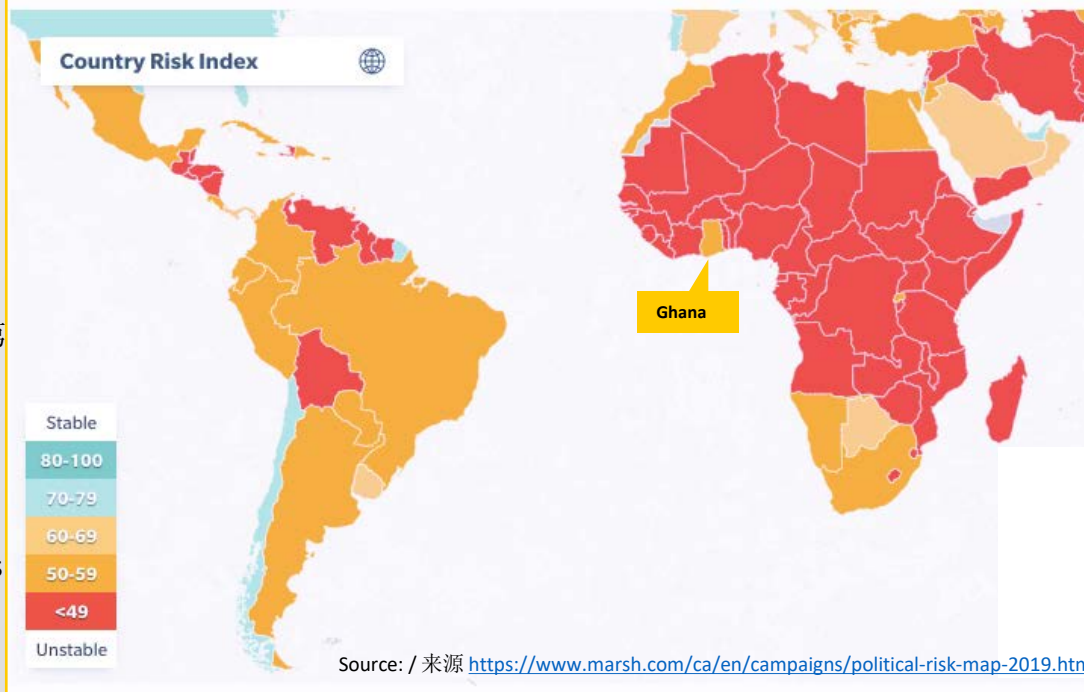 Country Risk Index
Ghana
Stable
80-100
70-79
60-69
50-59
<49
Unstable
Source: / 来源 https://www.marsh.com/ca/en/campaigns/political-risk-map-2019.htm